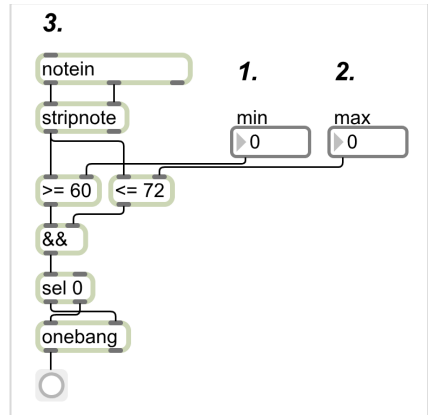 3.
notein
1.
2.
stripnote
min
max
0
0
>= 60
<= 72
&&
sel 0
onebang